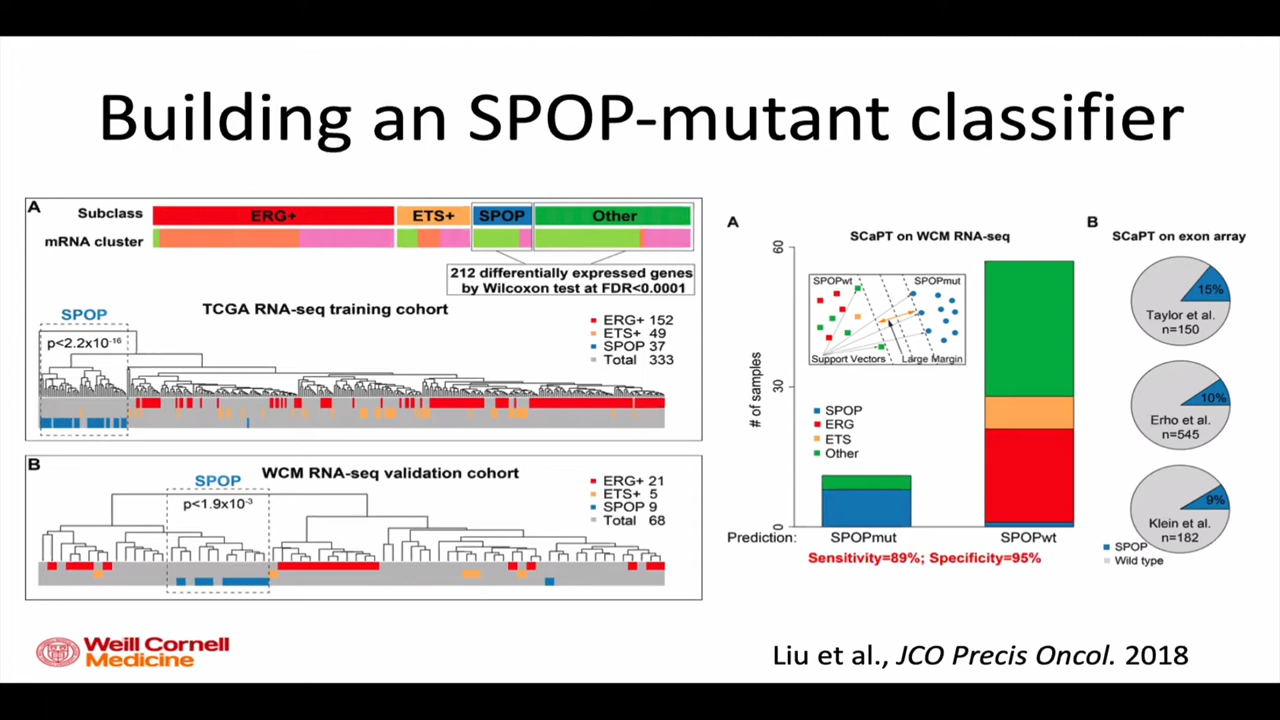 Building an SPOP-mutant classifier
A
Subclass
ERG+
ETS+
SPOP
Other
mRNA cluster
212 differentially expressed genes
by Wilcoxon test at FDR<0.0001
TCGA RNA-seq training cohort
SPOP
p<2.2x10⁻¹⁶
ERG+ 152
ETS+ 49
SPOP 37
Total 333
B
WCM RNA-seq validation cohort
SPOP
p<1.9x10⁻³
ERG+ 21
ETS+ 5
SPOP 9
Total 68
A
SCaPT on WCM RNA-seq
60
30
0
# of samples
SPOPwt
SPOPmut
Support Vectors
Large Margin
SPOP
ERG
ETS
Other
Prediction:
SPOPmut
SPOPwt
Sensitivity=89%; Specificity=95%
B
SCaPT on exon array
15%
Taylor et al.
n=150
10%
Erho et al.
n=545
9%
Klein et al.
n=182
SPOP
Wild type
Weill Cornell
Medicine
Liu et al., JCO Precis Oncol. 2018